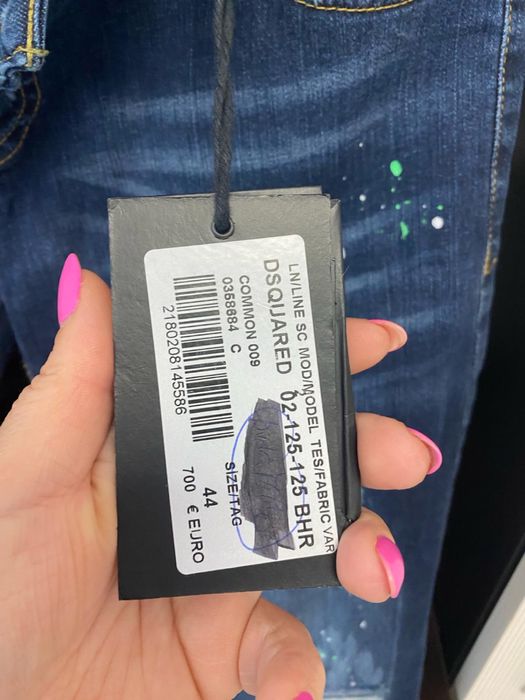 LN/LINE SC MOD/MODEL TES/FABRIC VAR
DSQUARED 02-125-125 BHR
COMMON 009
0358684 C
SIZE/TAG
44
2180208145586
700 € EURO